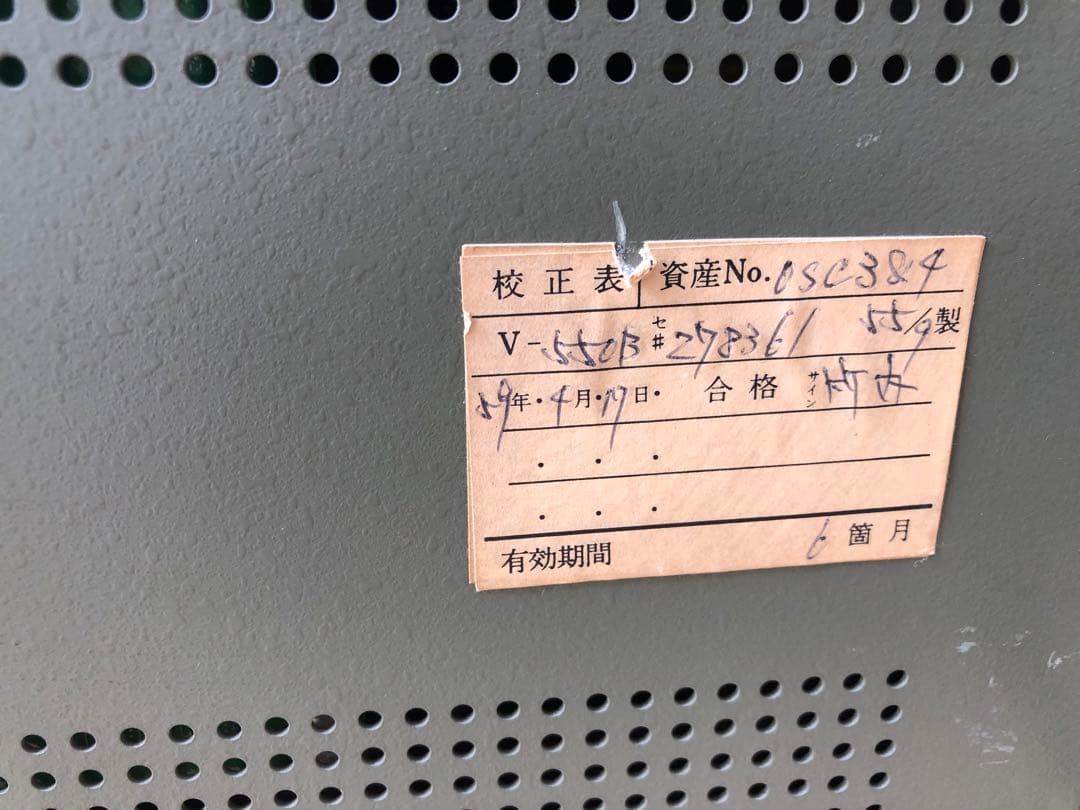 校正表 資産No. OSC384
V-550B セ# 278361 55/9製
59年・4月・17日・ 合格 サイン 竹内
・ ・ ・
・ ・ ・
有効期間 6箇月